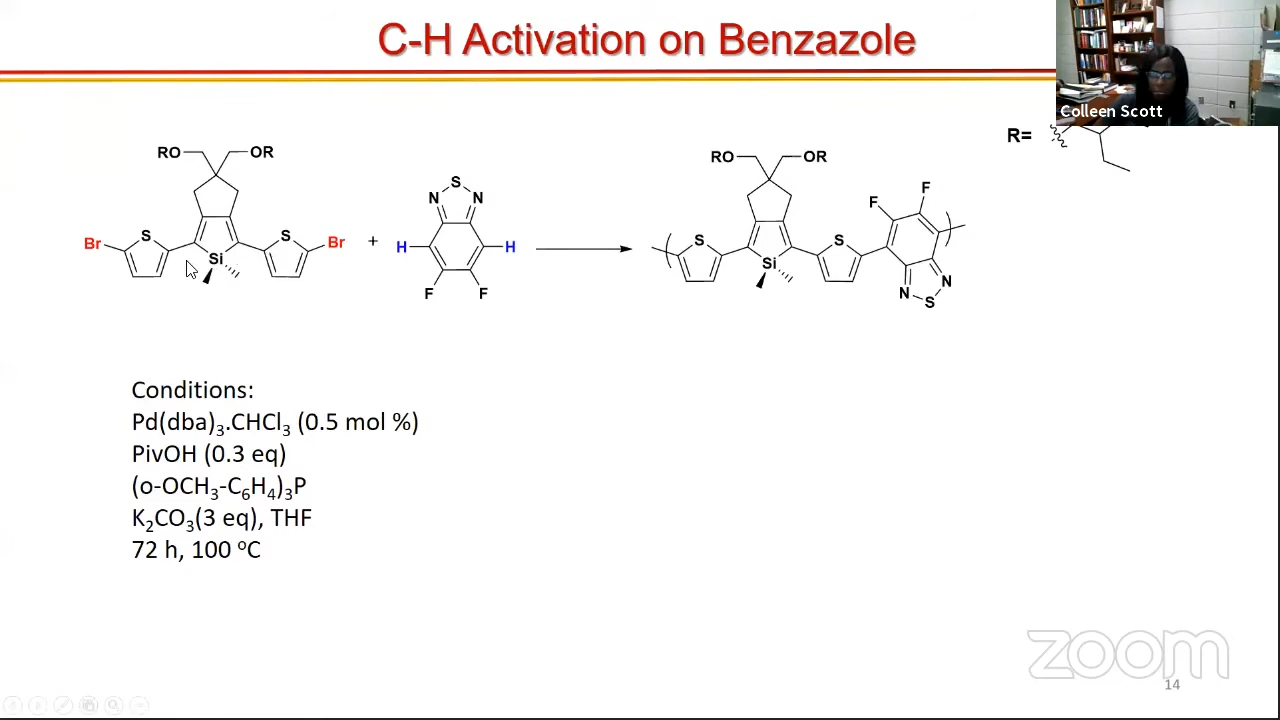 C-H Activation on Benzazole
Colleen Scott
R=
RO OR
Br S Si S Br
+
N S N
H H
F F
RO OR
S Si S
F F
N S N
Conditions:
Pd(dba)₃.CHCl₃ (0.5 mol %)
PivOH (0.3 eq)
(o-OCH₃-C₆H₄)₃P
K₂CO₃(3 eq), THF
72 h, 100 ᵒC
zoom
14